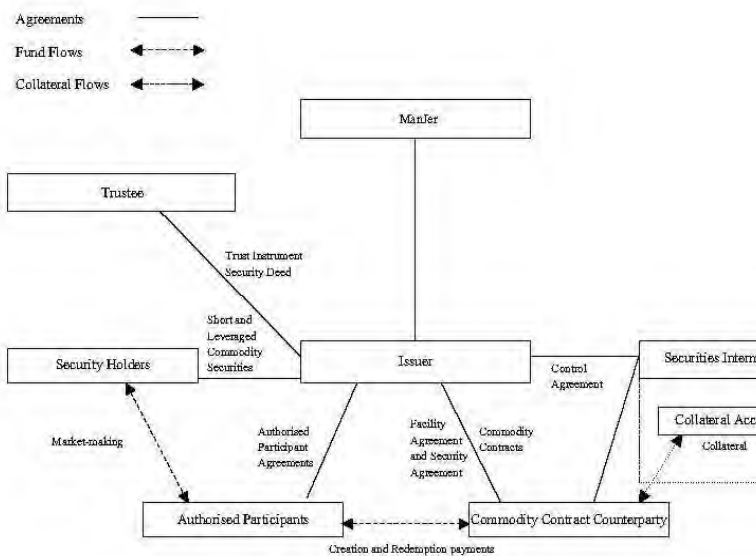 Agreements
Fund Flows
Collateral Flows
ManJer
Trustee
Trust Instrument
Security Deed
Short and
Leveraged
Commodity
Securities
Security Holders
Issuer
Securities Intern
Control
Agreement
Collateral Acc
Collateral
Market-making
Authorised
Participant
Agreements
Facility
Agreement
and Security
Agreement
Commodity
Contracts
Authorised Participants
Commodity Contract Counterparty
Creation and Redemption payments